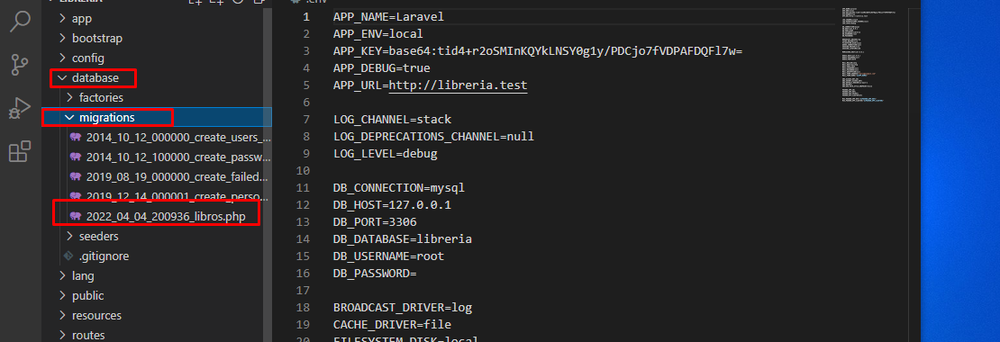 LIBRERIA
app
bootstrap
config
database
factories
migrations
2014_10_12_000000_create_users_...
2014_10_12_100000_create_passw...
2019_08_19_000000_create_failed...
2019_12_14_000001_create_perso...
2022_04_04_200936_libros.php
seeders
.gitignore
lang
public
resources
routes
.env
1 APP_NAME=Laravel
2 APP_ENV=local
3 APP_KEY=base64:tid4+r2oSMInKQYkLNSY0g1y/PDCjo7fVDPAFDQFl7w=
4 APP_DEBUG=true
5 APP_URL=http://libreria.test
6
7 LOG_CHANNEL=stack
8 LOG_DEPRECATIONS_CHANNEL=null
9 LOG_LEVEL=debug
10
11 DB_CONNECTION=mysql
12 DB_HOST=127.0.0.1
13 DB_PORT=3306
14 DB_DATABASE=libreria
15 DB_USERNAME=root
16 DB_PASSWORD=
17
18 BROADCAST_DRIVER=log
19 CACHE_DRIVER=file
20 FILESYSTEM_DISK=local